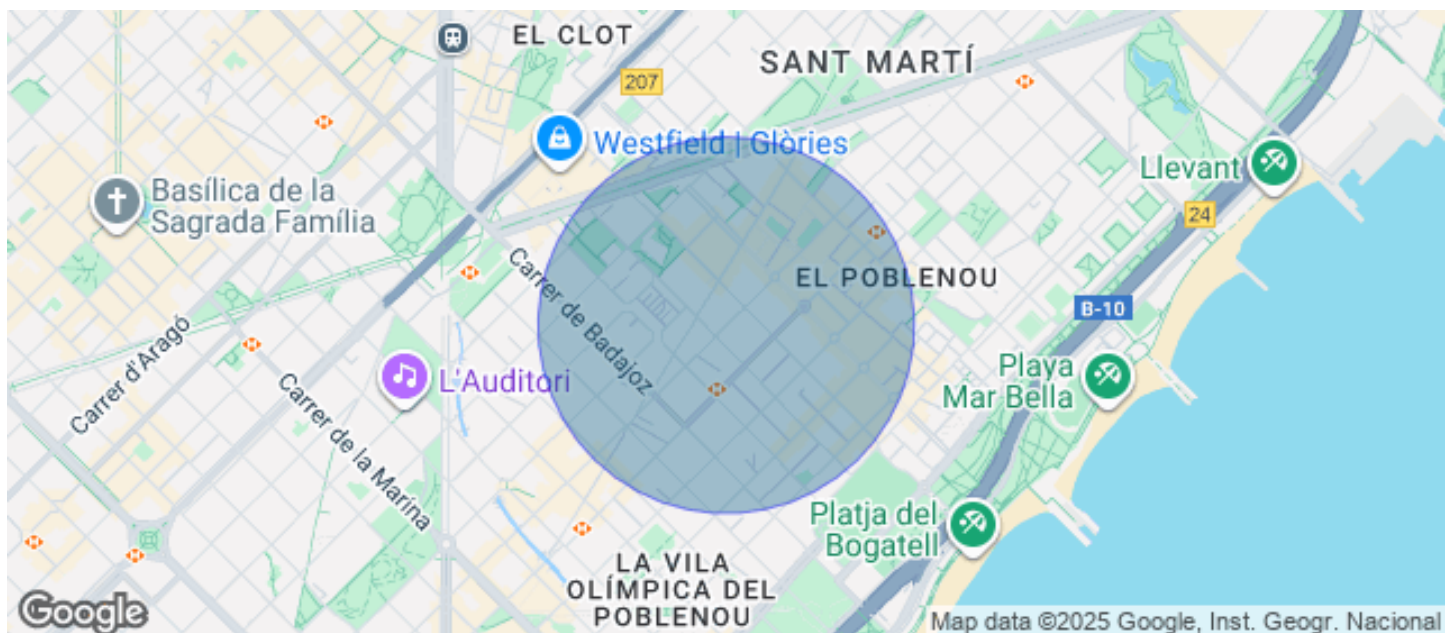 EL CLOT
SANT MARTÍ
207
Westfield | Glòries
Llevant
Basílica de la
Sagrada Família
24
Carrer de Badajoz
EL POBLENOU
B-10
Carrer d'Aragó
L'Auditori
Playa
Mar Bella
Carrer de la Marina
Platja del
Bogatell
LA VILA
OLÍMPICA DEL
POBLENOU
Google
Map data ©2025 Google, Inst. Geogr. Nacional